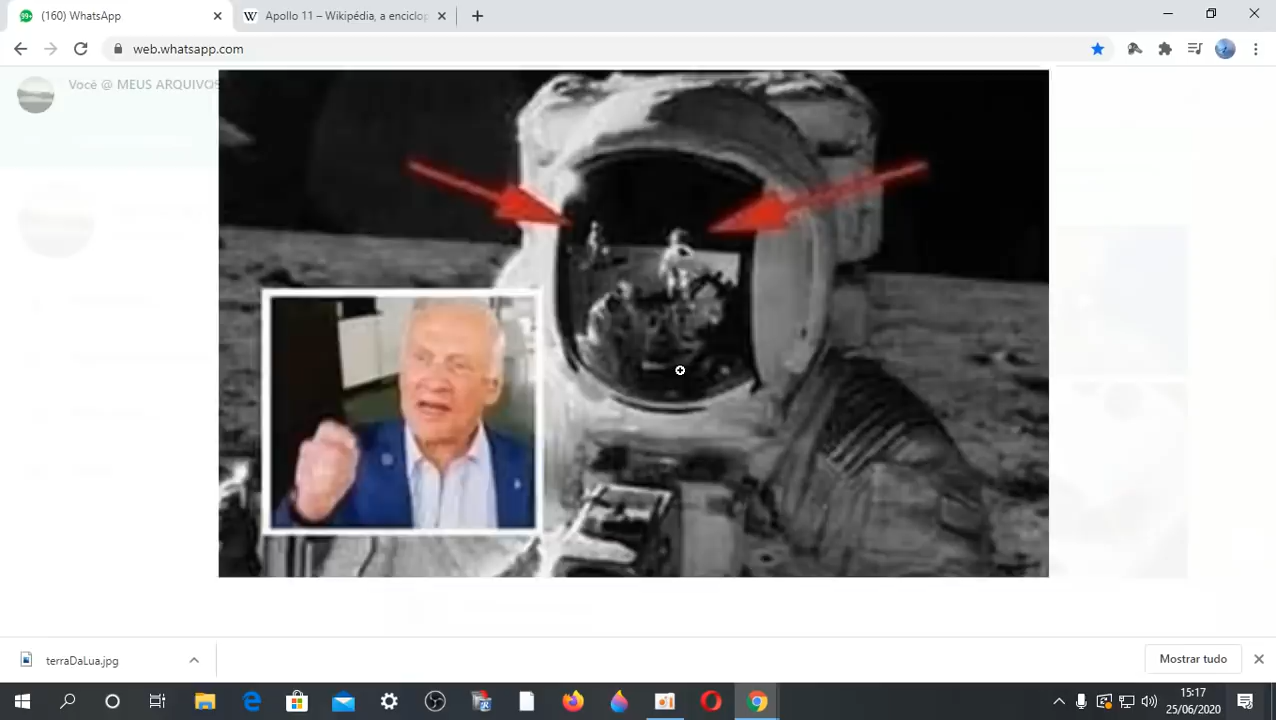 (160) WhatsApp
Apollo 11 – Wikipédia, a enciclop
web.whatsapp.com
Você @ MEUS ARQUIVOS
terraDaLua.jpg
Mostrar tudo
15:17
25/06/2020